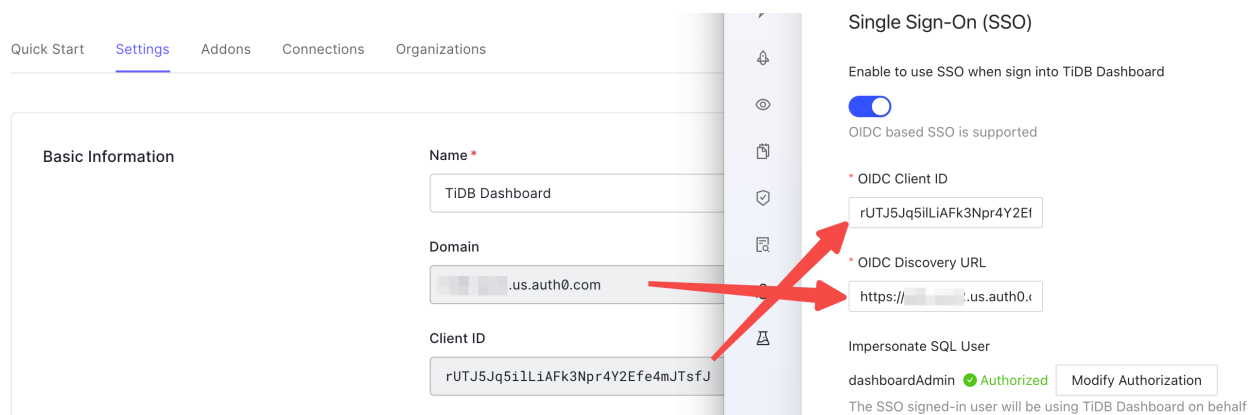 Quick Start Settings Addons Connections Organizations
Basic Information
Name *
TiDB Dashboard
Domain
.us.auth0.com
Client ID
rUTJ5Jq5ilLiAFk3Npr4Y2Efe4mJTsfJ
Single Sign-On (SSO)
Enable to use SSO when sign into TiDB Dashboard
OIDC based SSO is supported
* OIDC Client ID
rUTJ5Jq5ilLiAFk3Npr4Y2Ef
* OIDC Discovery URL
https:// .us.auth0.c
Impersonate SQL User
dashboardAdmin Authorized Modify Authorization
The SSO signed-in user will be using TiDB Dashboard on behalf